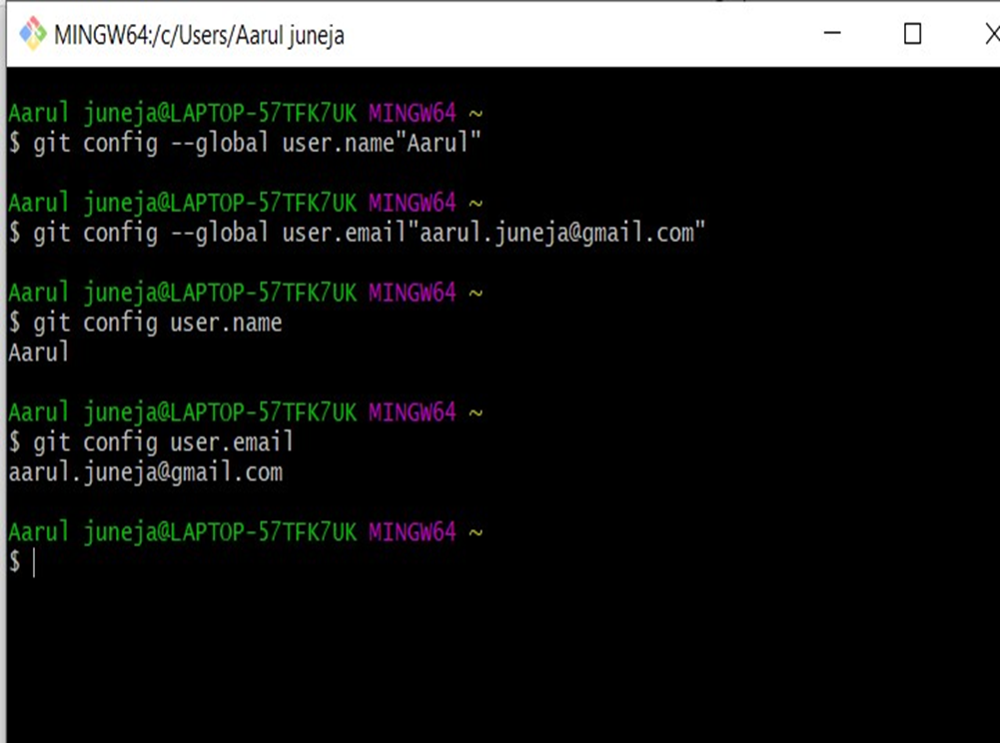 MINGW64:/c/Users/Aarul juneja
Aarul juneja@LAPTOP-57TFK7UK MINGW64 ~
$ git config --global user.name"Aarul"
Aarul juneja@LAPTOP-57TFK7UK MINGW64 ~
$ git config --global user.email"aarul.juneja@gmail.com"
Aarul juneja@LAPTOP-57TFK7UK MINGW64 ~
$ git config user.name
Aarul
Aarul juneja@LAPTOP-57TFK7UK MINGW64 ~
$ git config user.email
aarul.juneja@gmail.com
Aarul juneja@LAPTOP-57TFK7UK MINGW64 ~
$